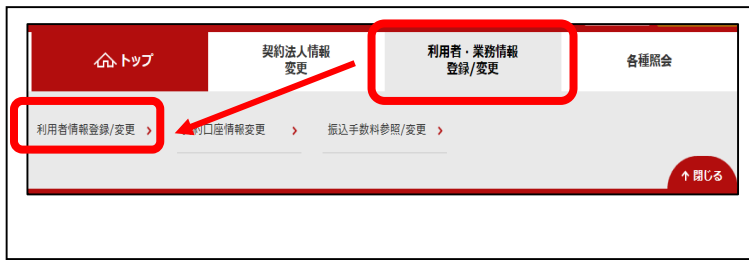 トップ
契約法人情報
変更
利用者・業務情報
登録/変更
各種照会
利用者情報登録/変更
口座情報変更
振込手数料参照/変更
閉じる